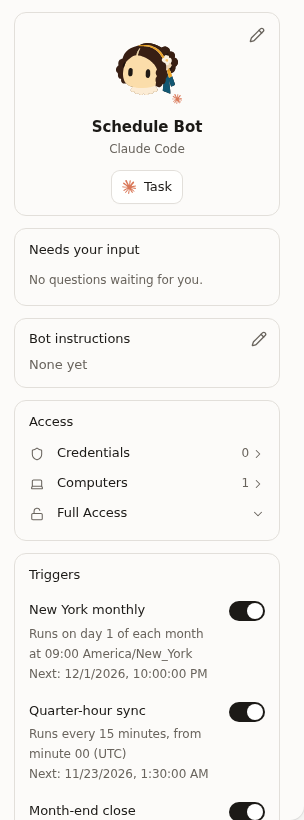 Schedule Bot
Claude Code
Task
Needs your input
No questions waiting for you.
Bot instructions
None yet
Access
Credentials 0
Computers 1
Full Access
Triggers
New York monthly
Runs on day 1 of each month
at 09:00 America/New_York
Next: 12/1/2026, 10:00:00 PM
Quarter-hour sync
Runs every 15 minutes, from
minute 00 (UTC)
Next: 11/23/2026, 1:30:00 AM
Month-end close